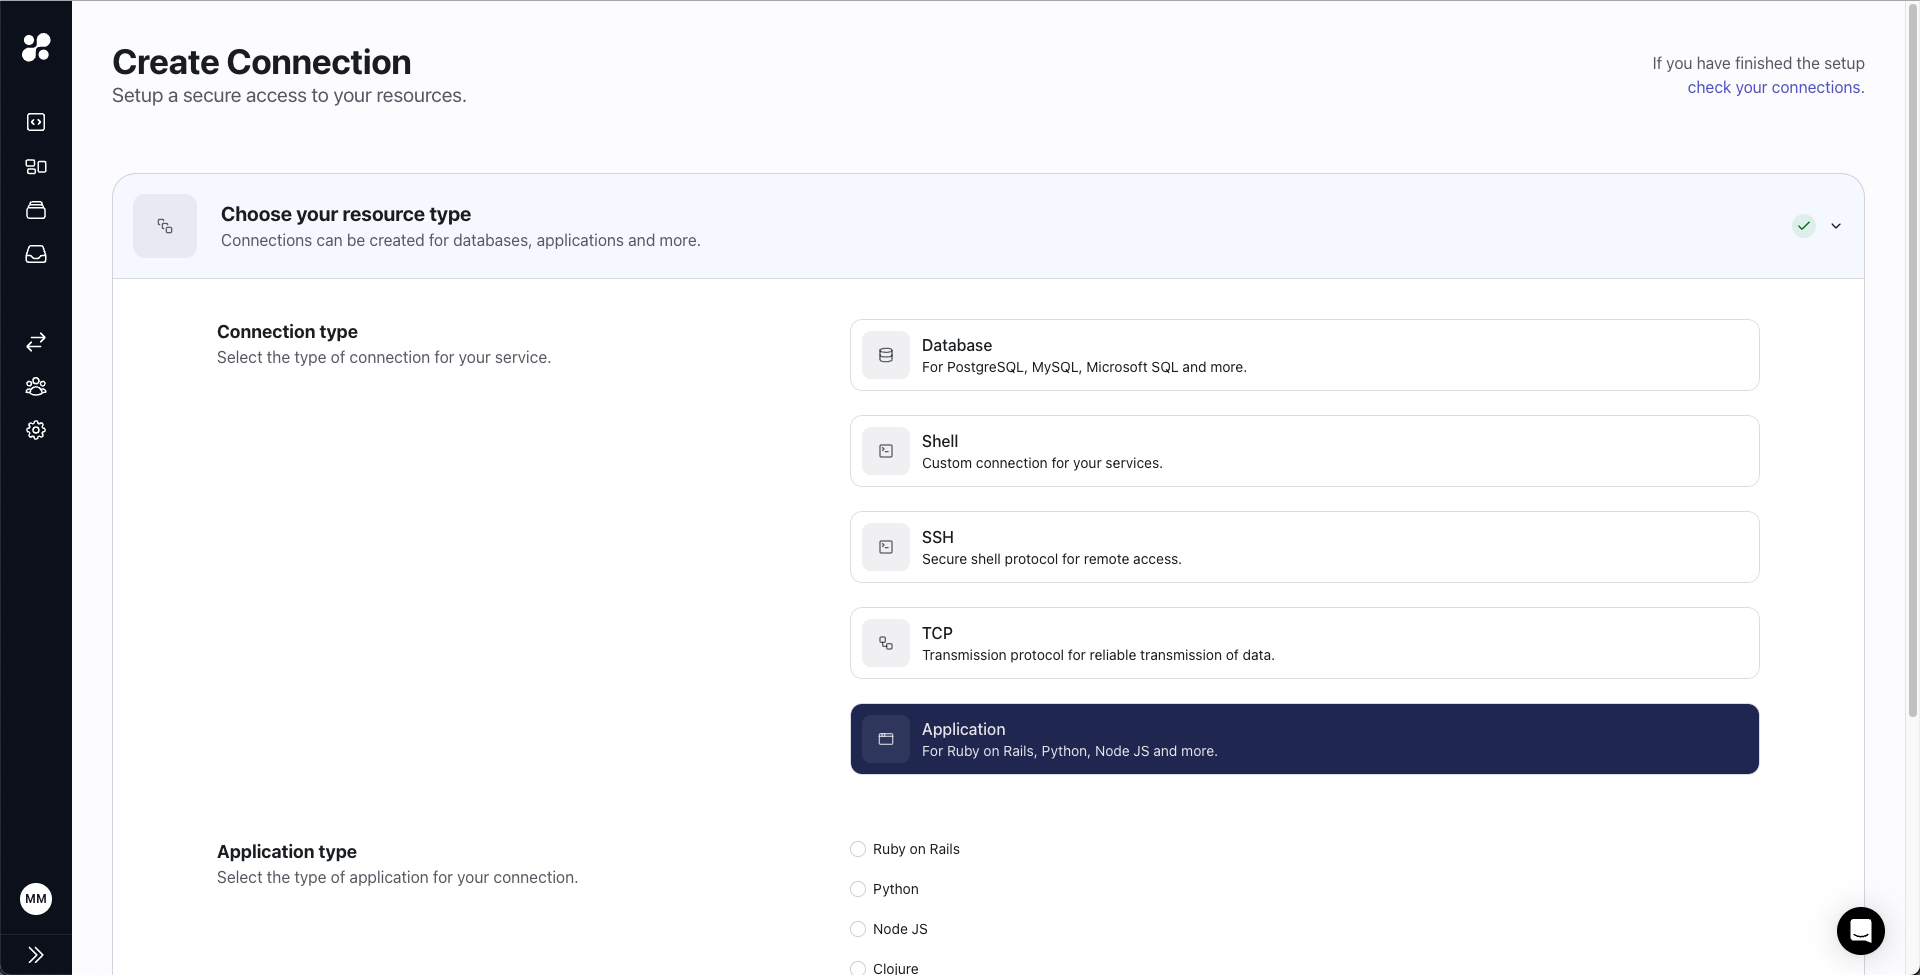 Create Connection
Setup a secure access to your resources.
If you have finished the setup
check your connections.
Choose your resource type
Connections can be created for databases, applications and more.
Connection type
Select the type of connection for your service.
Database
For PostgreSQL, MySQL, Microsoft SQL and more.
Shell
Custom connection for your services.
SSH
Secure shell protocol for remote access.
TCP
Transmission protocol for reliable transmission of data.
Application
For Ruby on Rails, Python, Node JS and more.
Application type
Select the type of application for your connection.
Ruby on Rails
Python
Node JS
Clojure
MM